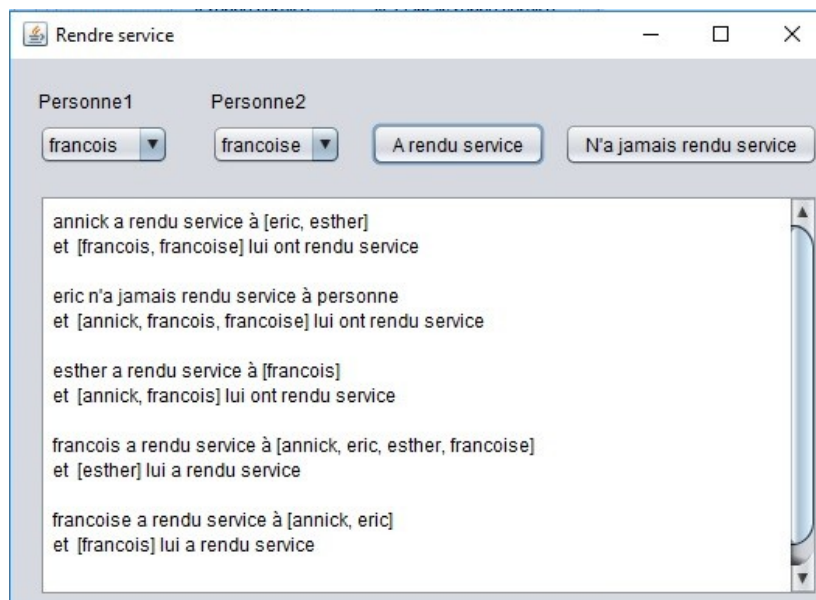 Rendre service
Personne1 Personne2
francois francoise A rendu service N'a jamais rendu service
annick a rendu service à [eric, esther]
et [francois, francoise] lui ont rendu service
eric n'a jamais rendu service à personne
et [annick, francois, francoise] lui ont rendu service
esther a rendu service à [francois]
et [annick, francois] lui ont rendu service
francois a rendu service à [annick, eric, esther, francoise]
et [esther] lui a rendu service
francoise a rendu service à [annick, eric]
et [francois] lui a rendu service